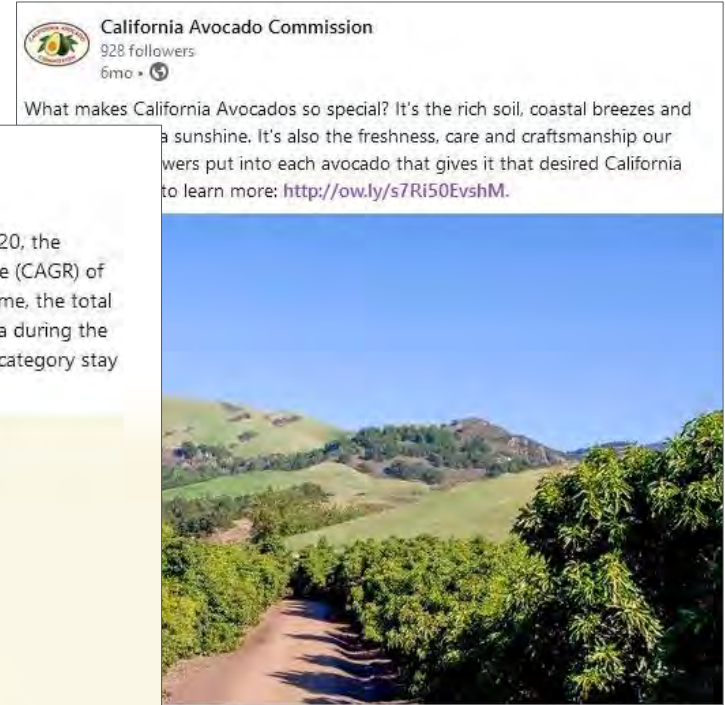 California Avocado Commission
928 followers
6mo •
What makes California Avocados so special? It's the rich soil, coastal breezes and
a sunshine. It's also the freshness, care and craftsmanship our
wers put into each avocado that gives it that desired California
to learn more: http://ow.ly/s7Ri50EvshM.
20, the
e (CAGR) of
me, the total
a during the
category stay